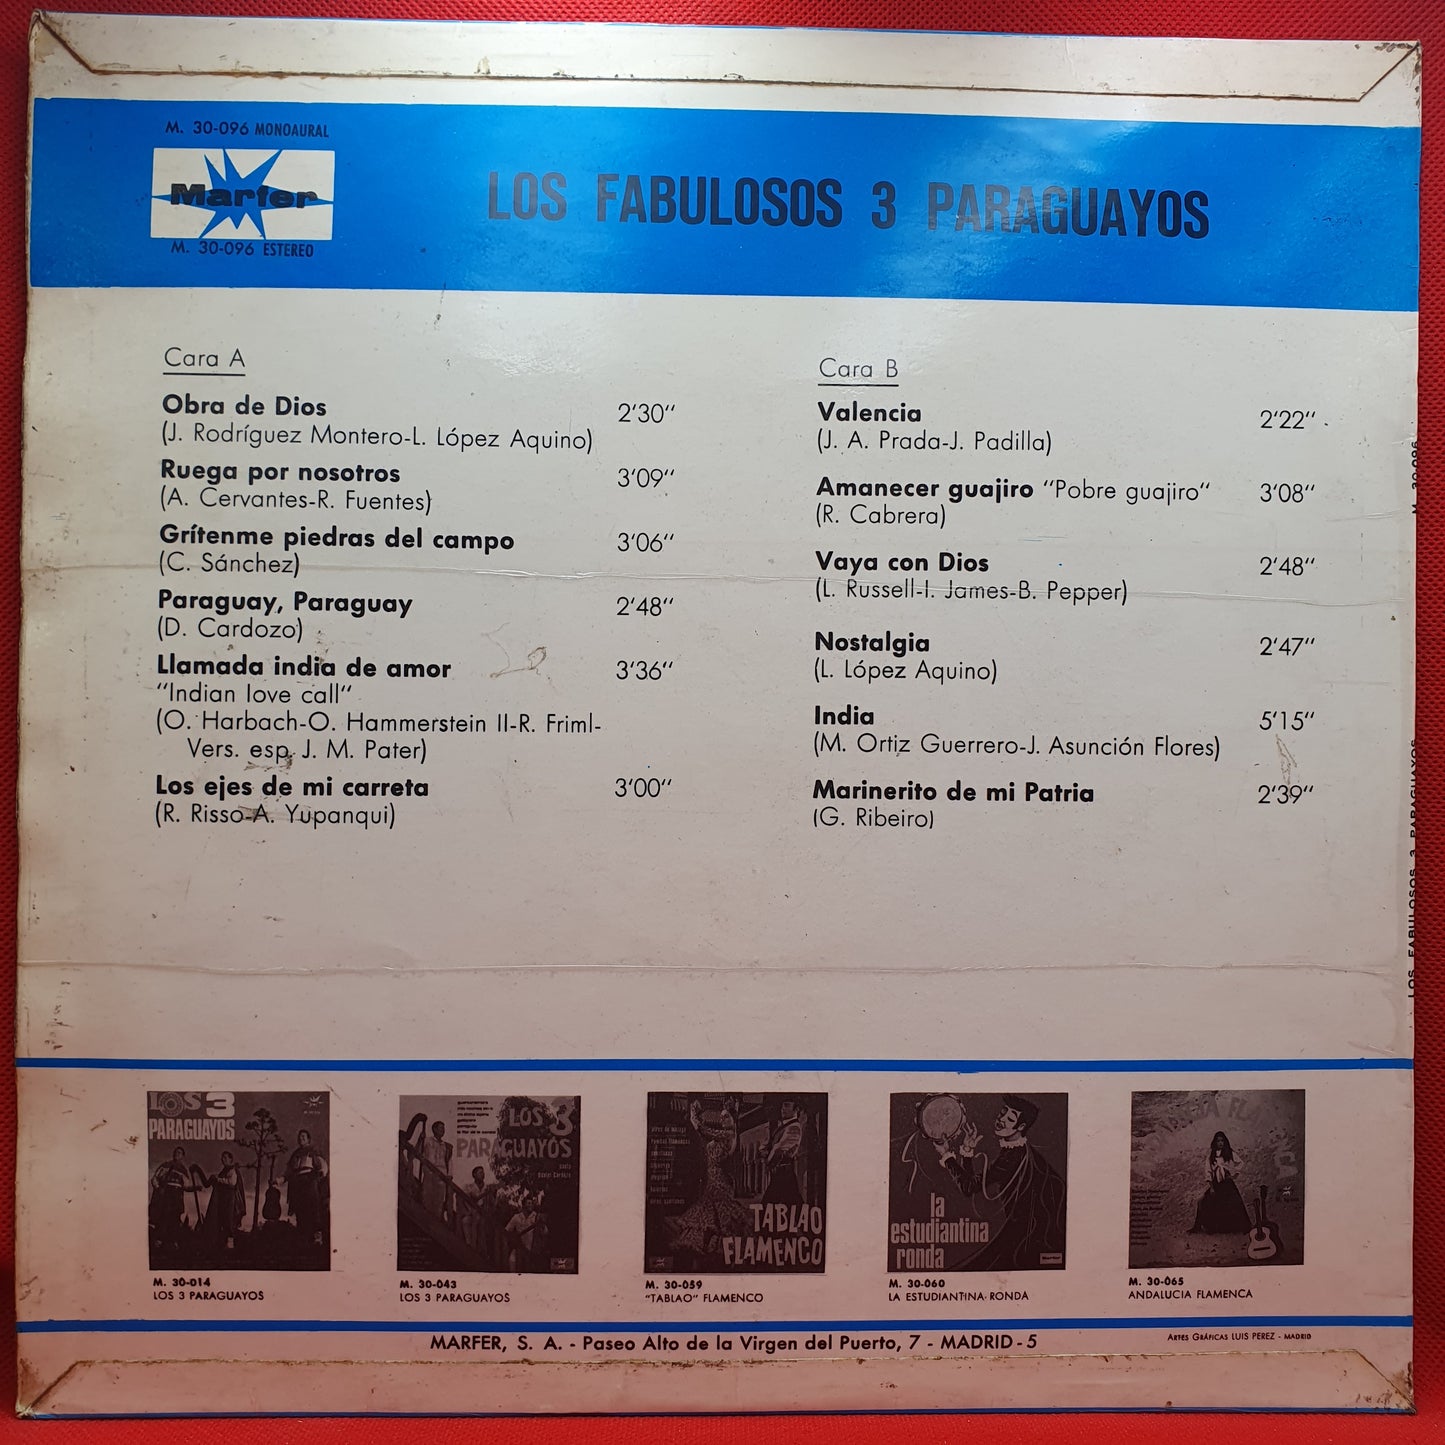 M. 30-096 MONOAURAL
Marfer
M. 30-096 ESTEREO
LOS FABULOSOS 3 PARAGUAYOS
Cara A
Obra de Dios 2'30"
(J. Rodríguez Montero-L. López Aquino)
Ruega por nosotros 3'09"
(A. Cervantes-R. Fuentes)
Grítenme piedras del campo 3'06"
(C. Sánchez)
Paraguay, Paraguay 2'48"
(D. Cardozo)
Llamada india de amor 3'36"
"Indian love call"
(O. Harbach-O. Hammerstein II-R. Friml-
Vers. esp. J. M. Pater)
Los ejes de mi carreta 3'00"
(R. Risso-A. Yupanqui)
Cara B
Valencia 2'22"
(J. A. Prada-J. Padilla)
Amanecer guajiro "Pobre guajiro" 3'08"
(R. Cabrera)
Vaya con Dios 2'48"
(L. Russell-I. James-B. Pepper)
Nostalgia 2'47"
(L. López Aquino)
India 5'15"
(M. Ortiz Guerrero-J. Asunción Flores)
Marinerito de mi Patria 2'39"
(G. Ribeiro)
M. 30-096
LOS FABULOSOS 3 PARAGUAYOS
LOS 3
PARAGUAYOS
M. 30-014
LOS 3 PARAGUAYOS
LOS 3
PARAGUAYOS
M. 30-043
LOS 3 PARAGUAYOS
TABLAO
FLAMENCO
M. 30-059
"TABLAO" FLAMENCO
la
estudiantina
ronda
M. 30-060
LA ESTUDIANTINA RONDA
M. 30-065
ANDALUCIA FLAMENCA
MARFER, S. A. - Paseo Alto de la Virgen del Puerto, 7 - MADRID - 5
ARTES GRÁFICAS LUIS PEREZ - MADRID